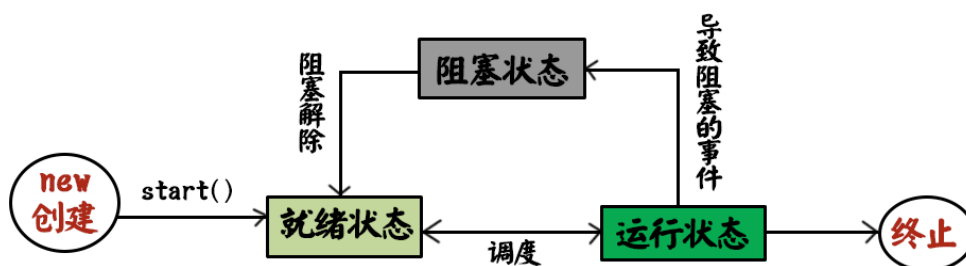 阻塞状态
导致阻塞的事件
阻塞解除
new
创建
start()
就绪状态
调度
运行状态
终止